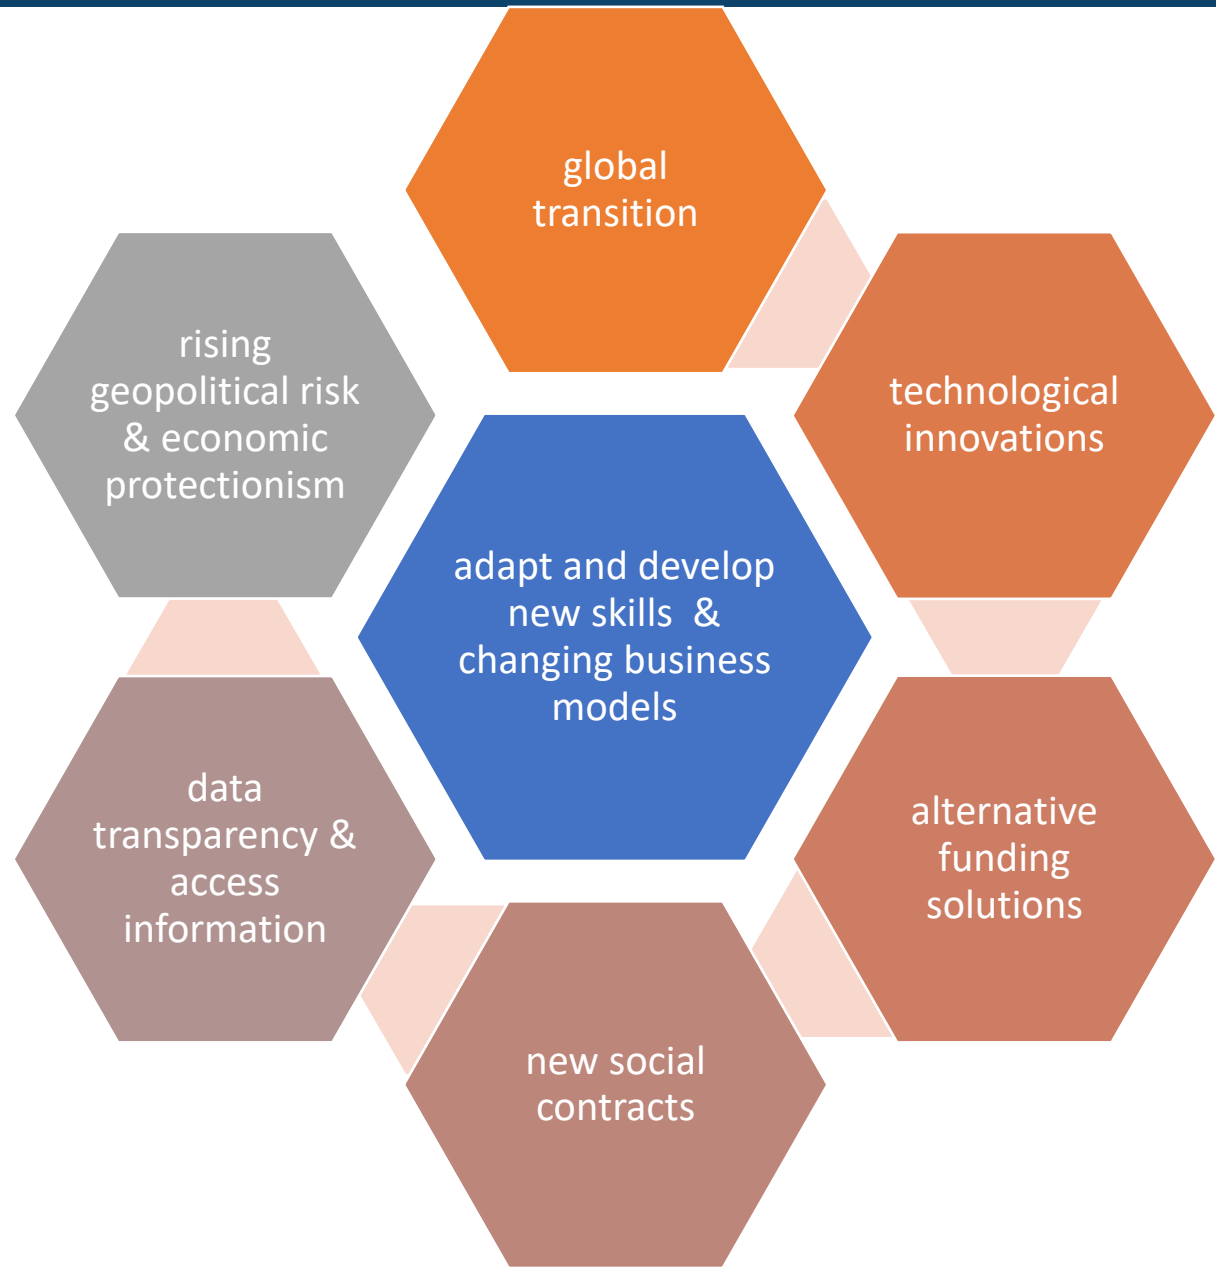 global
transition
technological
innovations
alternative
funding
solutions
new social
contracts
data
transparency &
access
information
rising
geopolitical risk
& economic
protectionism
adapt and develop
new skills  &
changing business
models